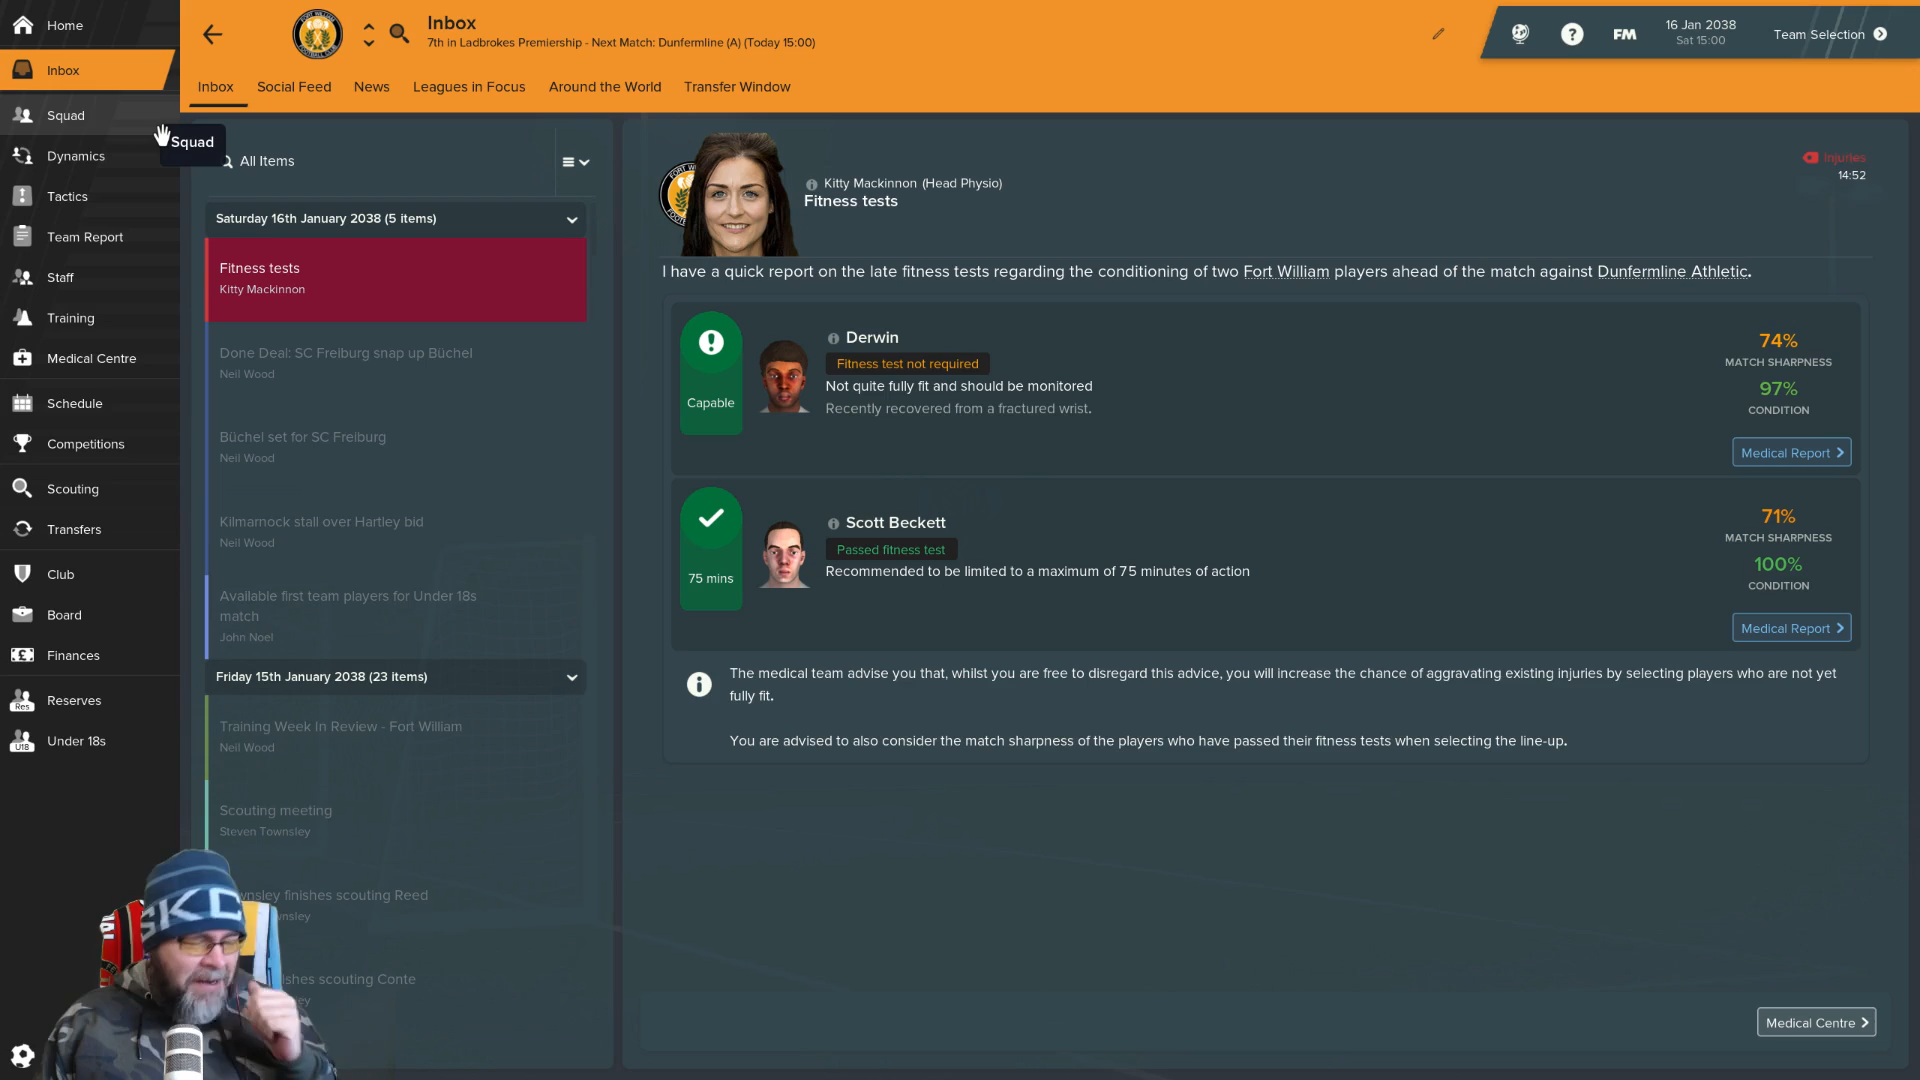 Home
Inbox
Squad
Dynamics
Tactics
Team Report
Staff
Training
Medical Centre
Schedule
Competitions
Scouting
Transfers
Club
Board
Finances
Res
Reserves
U18
Under 18s
Squad
Inbox
7th in Ladbrokes Premiership - Next Match: Dunfermline (A) (Today 15:00)
FM
16 Jan 2038
Sat 15:00
Team Selection
Inbox
Social Feed
News
Leagues in Focus
Around the World
Transfer Window
All Items
Saturday 16th January 2038 (5 items)
Fitness tests
Kitty Mackinnon
Done Deal: SC Freiburg snap up Büchel
Neil Wood
Büchel set for SC Freiburg
Neil Wood
Kilmarnock stall over Hartley bid
Neil Wood
Available first team players for Under 18s
match
John Noel
Friday 15th January 2038 (23 items)
Training Week In Review - Fort William
Neil Wood
Scouting meeting
Steven Townsley
finishes scouting Reed
scouting Conte
Kitty Mackinnon (Head Physio)
Fitness tests
Injuries
14:52
I have a quick report on the late fitness tests regarding the conditioning of two Fort William players ahead of the match against Dunfermline Athletic.
Capable
Derwin
Fitness test not required
Not quite fully fit and should be monitored
Recently recovered from a fractured wrist.
74%
MATCH SHARPNESS
97%
CONDITION
Medical Report
75 mins
Scott Beckett
Passed fitness test
Recommended to be limited to a maximum of 75 minutes of action
71%
MATCH SHARPNESS
100%
CONDITION
Medical Report
The medical team advise you that, whilst you are free to disregard this advice, you will increase the chance of aggravating existing injuries by selecting players who are not yet
fully fit.
You are advised to also consider the match sharpness of the players who have passed their fitness tests when selecting the line-up.
Medical Centre